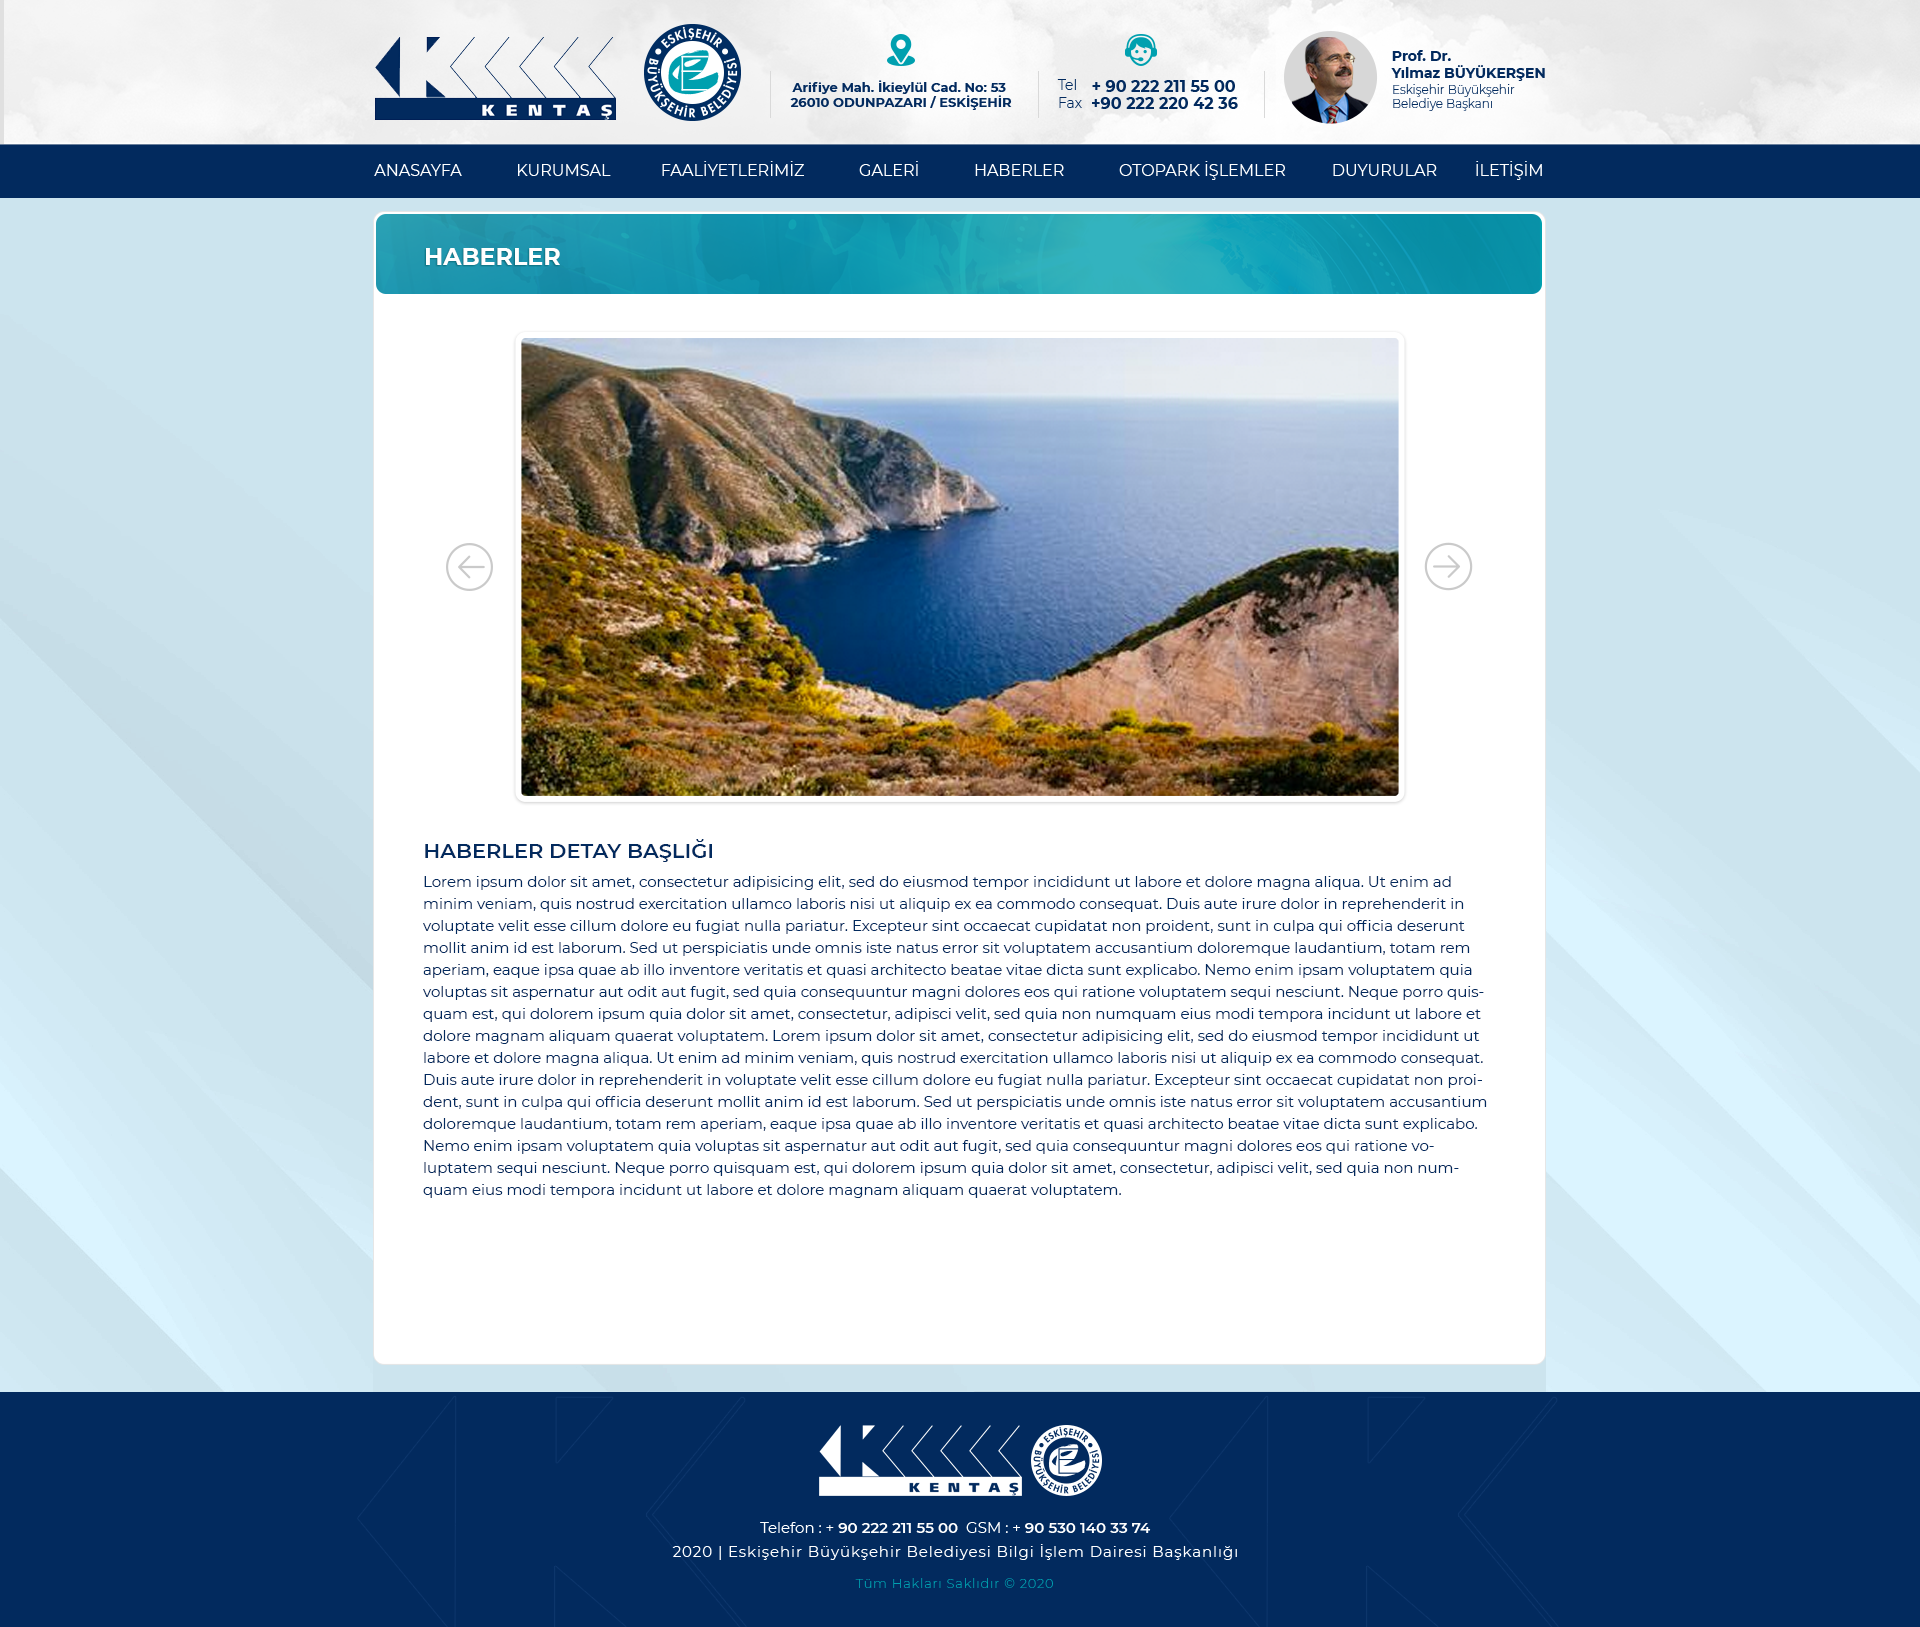 KENTAŞ
ESKİŞEHİR BÜYÜKŞEHİR BELEDİYESİ
Arifiye Mah. İkieylül Cad. No: 53
26010 ODUNPAZARI / ESKİŞEHİR
Tel + 90 222 211 55 00
Fax +90 222 220 42 36
Prof. Dr.
Yılmaz BÜYÜKERŞEN
Eskişehir Büyükşehir
Belediye Başkanı
ANASAYFA KURUMSAL FAALİYETLERİMİZ GALERİ HABERLER OTOPARK İŞLEMLER DUYURULAR İLETİŞİM
HABERLER
HABERLER DETAY BAŞLIĞI
Lorem ipsum dolor sit amet, consectetur adipisicing elit, sed do eiusmod tempor incididunt ut labore et dolore magna aliqua. Ut enim ad
minim veniam, quis nostrud exercitation ullamco laboris nisi ut aliquip ex ea commodo consequat. Duis aute irure dolor in reprehenderit in
voluptate velit esse cillum dolore eu fugiat nulla pariatur. Excepteur sint occaecat cupidatat non proident, sunt in culpa qui officia deserunt
mollit anim id est laborum. Sed ut perspiciatis unde omnis iste natus error sit voluptatem accusantium doloremque laudantium, totam rem
aperiam, eaque ipsa quae ab illo inventore veritatis et quasi architecto beatae vitae dicta sunt explicabo. Nemo enim ipsam voluptatem quia
voluptas sit aspernatur aut odit aut fugit, sed quia consequuntur magni dolores eos qui ratione voluptatem sequi nesciunt. Neque porro quis-
quam est, qui dolorem ipsum quia dolor sit amet, consectetur, adipisci velit, sed quia non numquam eius modi tempora incidunt ut labore et
dolore magnam aliquam quaerat voluptatem. Lorem ipsum dolor sit amet, consectetur adipisicing elit, sed do eiusmod tempor incididunt ut
labore et dolore magna aliqua. Ut enim ad minim veniam, quis nostrud exercitation ullamco laboris nisi ut aliquip ex ea commodo consequat.
Duis aute irure dolor in reprehenderit in voluptate velit esse cillum dolore eu fugiat nulla pariatur. Excepteur sint occaecat cupidatat non proi-
dent, sunt in culpa qui officia deserunt mollit anim id est laborum. Sed ut perspiciatis unde omnis iste natus error sit voluptatem accusantium
doloremque laudantium, totam rem aperiam, eaque ipsa quae ab illo inventore veritatis et quasi architecto beatae vitae dicta sunt explicabo.
Nemo enim ipsam voluptatem quia voluptas sit aspernatur aut odit aut fugit, sed quia consequuntur magni dolores eos qui ratione vo-
luptatem sequi nesciunt. Neque porro quisquam est, qui dolorem ipsum quia dolor sit amet, consectetur, adipisci velit, sed quia non num-
quam eius modi tempora incidunt ut labore et dolore magnam aliquam quaerat voluptatem.
KENTAŞ
ESKİŞEHİR BÜYÜKŞEHİR BELEDİYESİ
Telefon : + 90 222 211 55 00 GSM : + 90 530 140 33 74
2020 | Eskişehir Büyükşehir Belediyesi Bilgi İşlem Dairesi Başkanlığı
Tüm Hakları Saklıdır © 2020